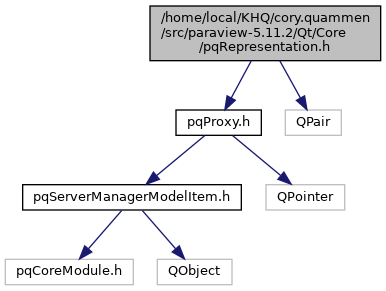 /home/local/KHQ/cory.quammen
/src/paraview-5.11.2/Qt/Core
/pqRepresentation.h
pqProxy.h
QPair
pqServerManagerModelItem.h
QPointer
pqCoreModule.h
QObject